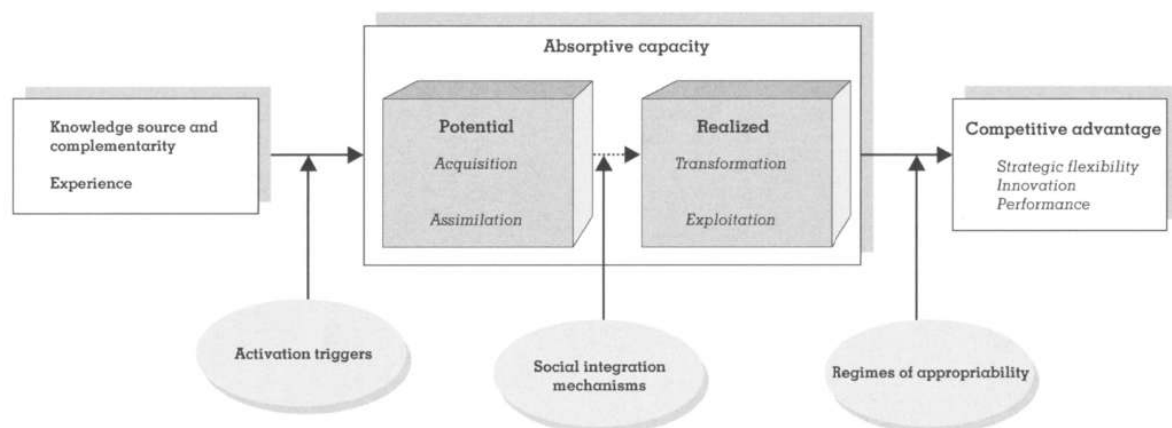 Absorptive capacity
Knowledge source and
complementarity
Experience
Potential
Acquisition
Assimilation
Realized
Transformation
Exploitation
Competitive advantage
Strategic flexibility
Innovation
Performance
Activation triggers
Social integration
mechanisms
Regimes of appropriability